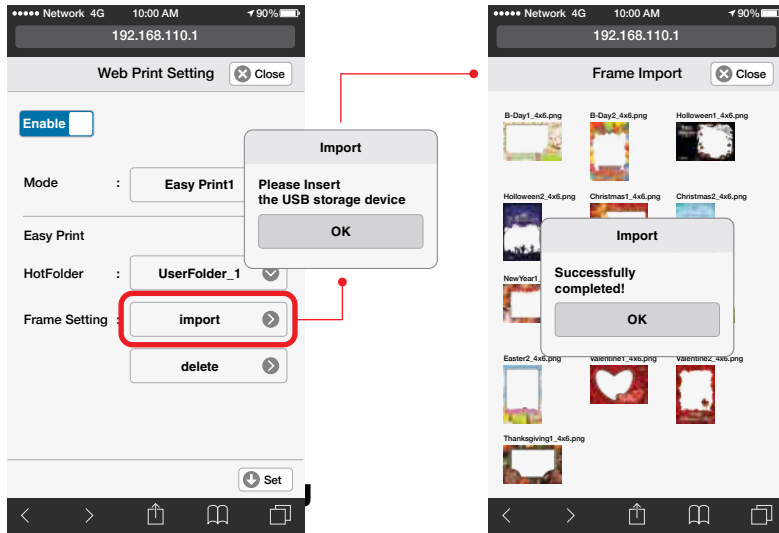 Network 4G 10:00 AM 90%
192.168.110.1
Web Print Setting Close
Enable
Mode : Easy Print1
Easy Print
HotFolder : UserFolder_1
Frame Setting : import
delete
Set
Import
Please Insert
the USB storage device
OK
Network 4G 10:00 AM 90%
192.168.110.1
Frame Import Close
B-Day1_4x6.png B-Day2_4x6.png Holloween1_4x6.png
Holloween2_4x6.png Christmas1_4x6.png Christmas2_4x6.png
NewYear1_
Easter2_4x6.png Valentine1_4x6.png Valentine2_4x6.png
Thanksgiving1_4x6.png
Import
Successfully
completed!
OK